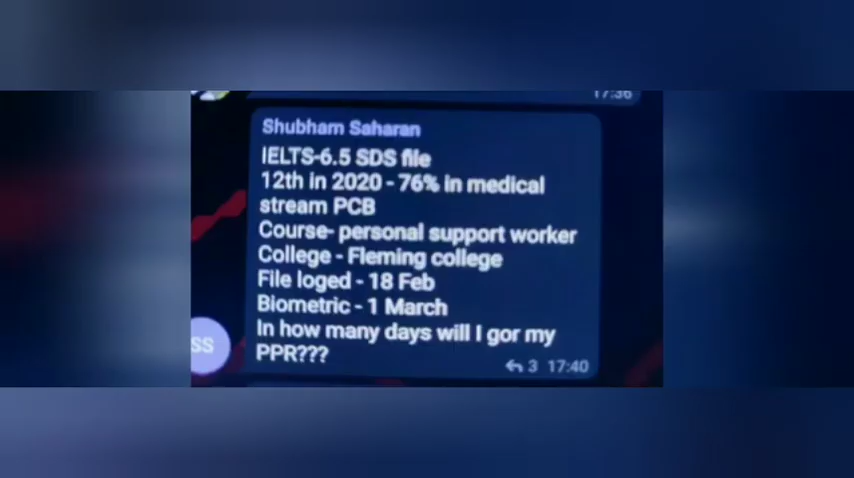 17:36
Shubham Saharan
IELTS-6.5 SDS file
12th in 2020 - 76% in medical
stream PCB
Course- personal support worker
College - Fleming college
File loged - 18 Feb
Biometric - 1 March
In how many days will I gor my
PPR???
3 17:40
SS